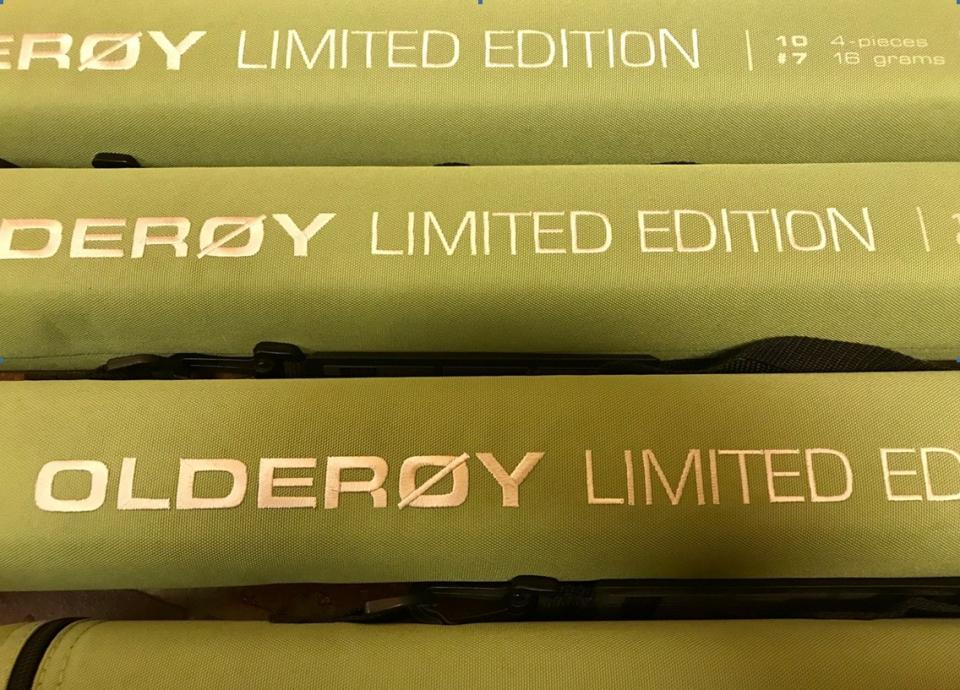 ERØY LIMITED EDITION | 10 4-pieces
#7 16 grams
DERØY LIMITED EDITION |
OLDERØY LIMITED ED